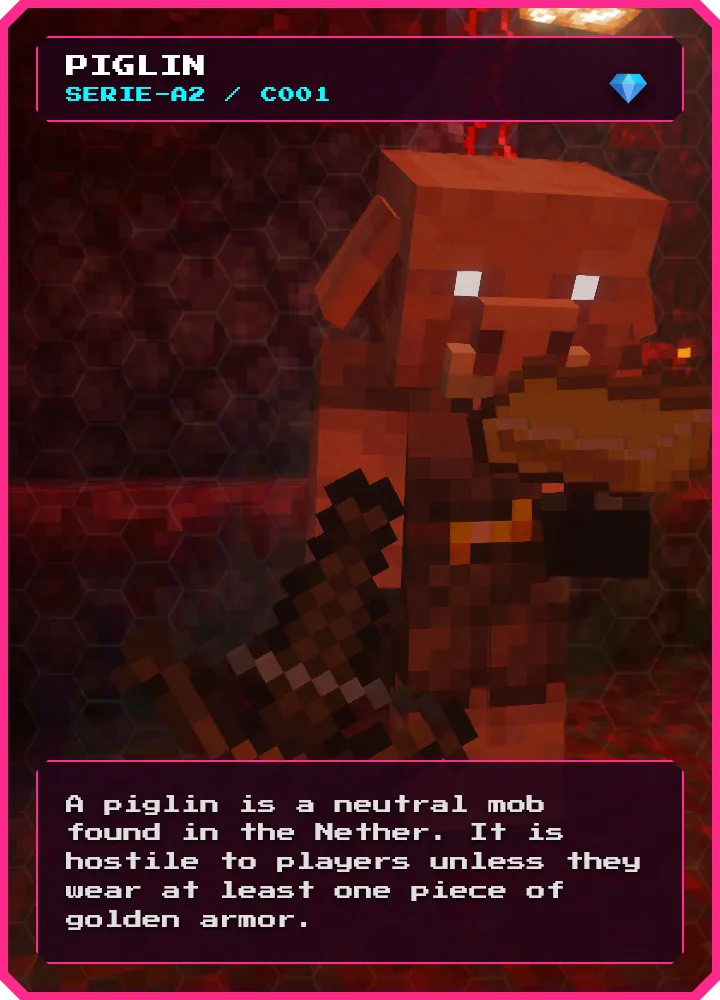 PIGLIN
SERIE-A2 / C001
A piglin is a neutral mob
found in the Nether. It is
hostile to players unless they
wear at least one piece of
golden armor.